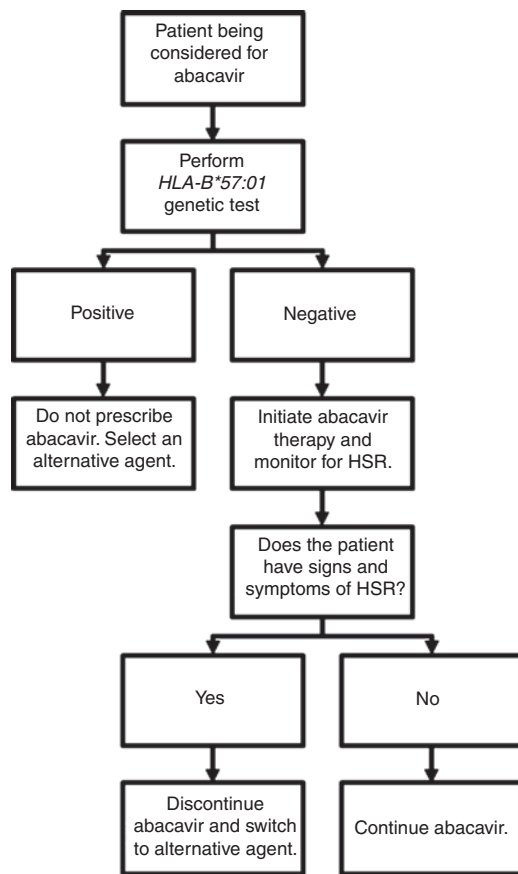 Patient being
considered for
abacavir
Perform
HLA-B*57:01
genetic test
Positive
Negative
Do not prescribe
abacavir. Select an
alternative agent.
Initiate abacavir
therapy and
monitor for HSR.
Does the patient
have signs and
symptoms of HSR?
Yes
No
Discontinue
abacavir and switch
to alternative agent.
Continue abacavir.